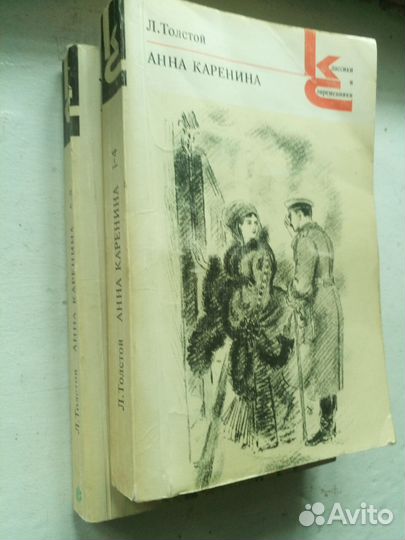 Л.Толстой
АННА КАРЕНИНА
КЛАССИКИ
И
СОВРЕМЕННИКИ
Л.Толстой АННА КАРЕНИНА 1–4
Л.Толстой АННА КАРЕНИНА
Avito